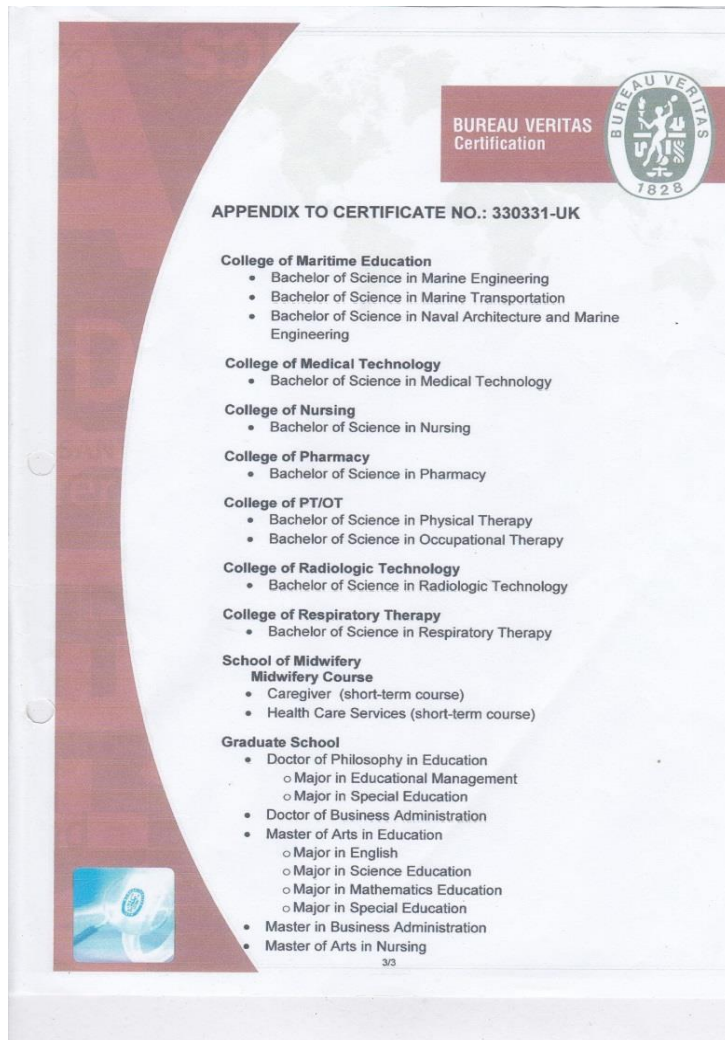 BUREAU VERITAS
Certification
BUREAU VERITAS
1828
APPENDIX TO CERTIFICATE NO.: 330331-UK
College of Maritime Education
• Bachelor of Science in Marine Engineering
• Bachelor of Science in Marine Transportation
• Bachelor of Science in Naval Architecture and Marine
Engineering
College of Medical Technology
• Bachelor of Science in Medical Technology
College of Nursing
• Bachelor of Science in Nursing
College of Pharmacy
• Bachelor of Science in Pharmacy
College of PT/OT
• Bachelor of Science in Physical Therapy
• Bachelor of Science in Occupational Therapy
College of Radiologic Technology
• Bachelor of Science in Radiologic Technology
College of Respiratory Therapy
• Bachelor of Science in Respiratory Therapy
School of Midwifery
Midwifery Course
• Caregiver (short-term course)
• Health Care Services (short-term course)
Graduate School
• Doctor of Philosophy in Education
o Major in Educational Management
o Major in Special Education
• Doctor of Business Administration
• Master of Arts in Education
o Major in English
o Major in Science Education
o Major in Mathematics Education
o Major in Special Education
• Master in Business Administration
• Master of Arts in Nursing
3/3